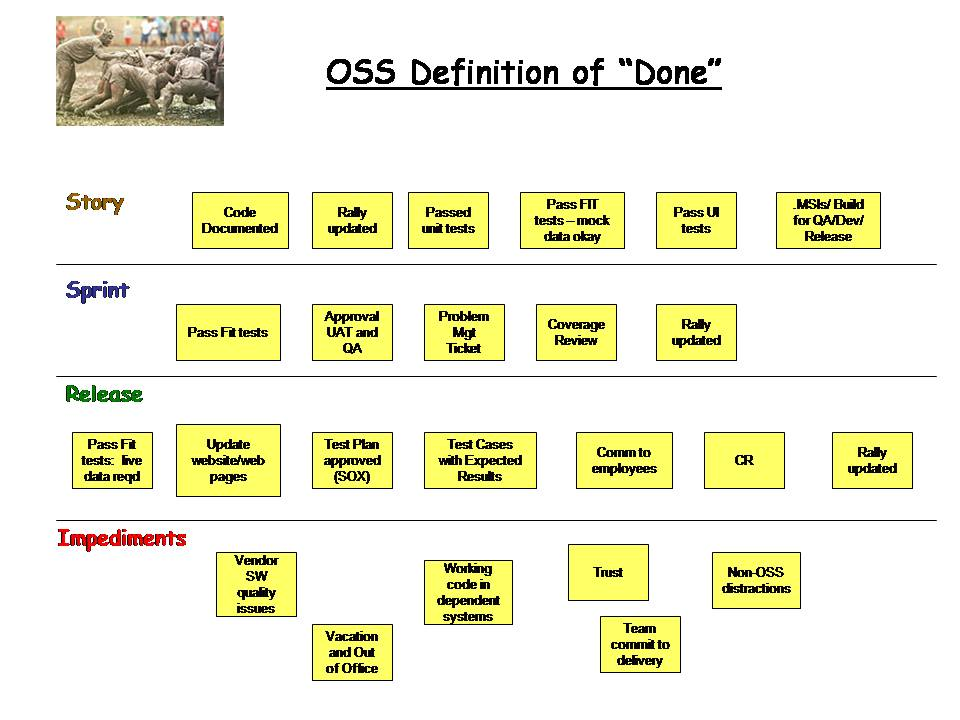 OSS Definition of “Done”
Story
Code
Documented
Rally
updated
Passed
unit tests
Pass FIT
tests – mock
data okay
Pass UI
tests
.MSIs/ Build
for QA/Dev/
Release
Sprint
Pass Fit tests
Approval
UAT and
QA
Problem
Mgt
Ticket
Coverage
Review
Rally
updated
Release
Pass Fit
tests:  live
data reqd
Update
website/web
pages
Test Plan
approved
(SOX)
Test Cases
with Expected
Results
Comm to
employees
CR
Rally
updated
Impediments
Vendor
SW
quality
issues
Vacation
and Out
of Office
Working
code in
dependent
systems
Trust
Team
commit to
delivery
Non-OSS
distractions